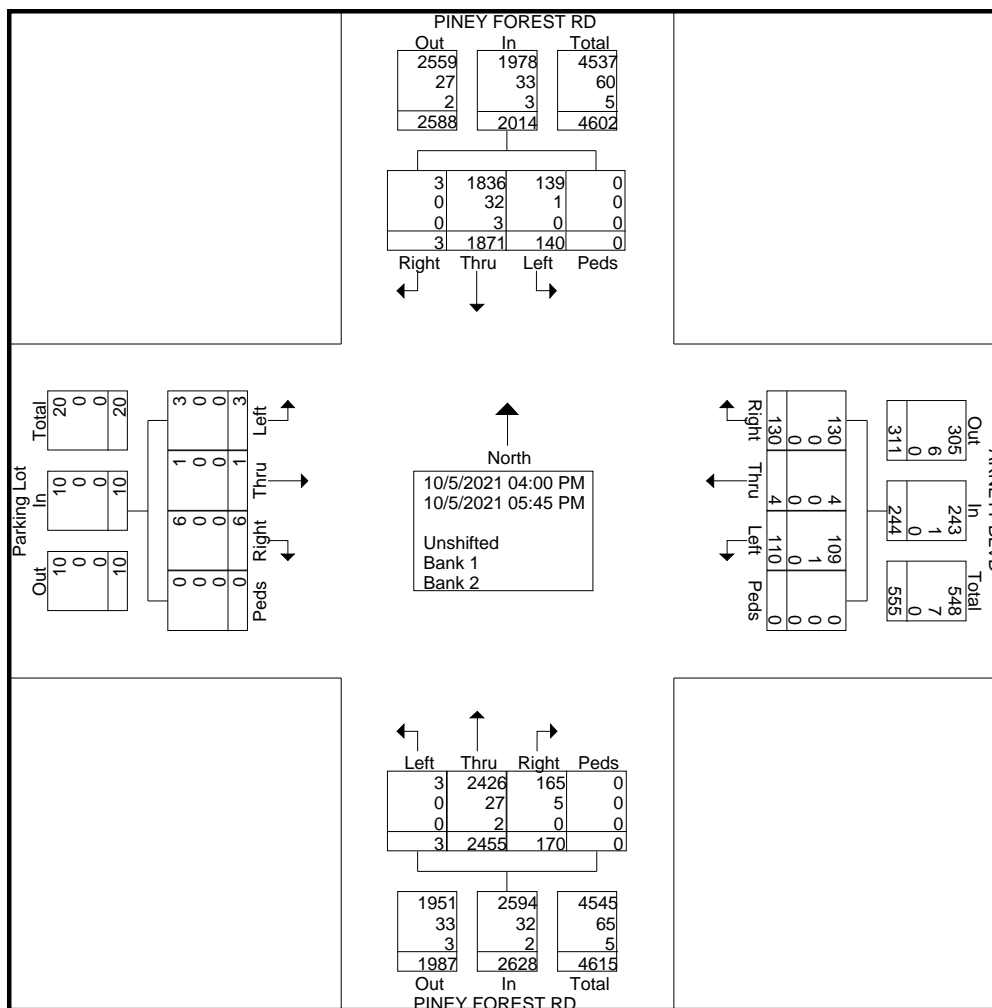 PINEY FOREST RD
Out In Total
2559 1978 4537
27 33 60
2 3 5
2588 2014 4602
3 1836 139 0
0 32 1 0
0 3 0 0
3 1871 140 0
Right Thru Left Peds
Parking Lot
Out In Total
10 10 20
0 0 0
0 0 0
10 10 20
6 1 3
0 0 0 0
0 0 0 0
0 6 1 3
Peds Right Thru Left
North
10/5/2021 04:00 PM
10/5/2021 05:45 PM
Unshifted
Bank 1
Bank 2
Out In Total
305 243 548
6 1 7
0 0 0
311 244 555
130 4 109 0
0 0 1 0
0 0 0 0
130 4 110 0
Right Thru Left Peds
Left Thru Right Peds
3 2426 165 0
0 27 5 0
0 2 0 0
3 2455 170 0
1951 2594 4545
33 32 65
3 2 5
1987 2628 4615
Out In Total
PINEY FOREST RD